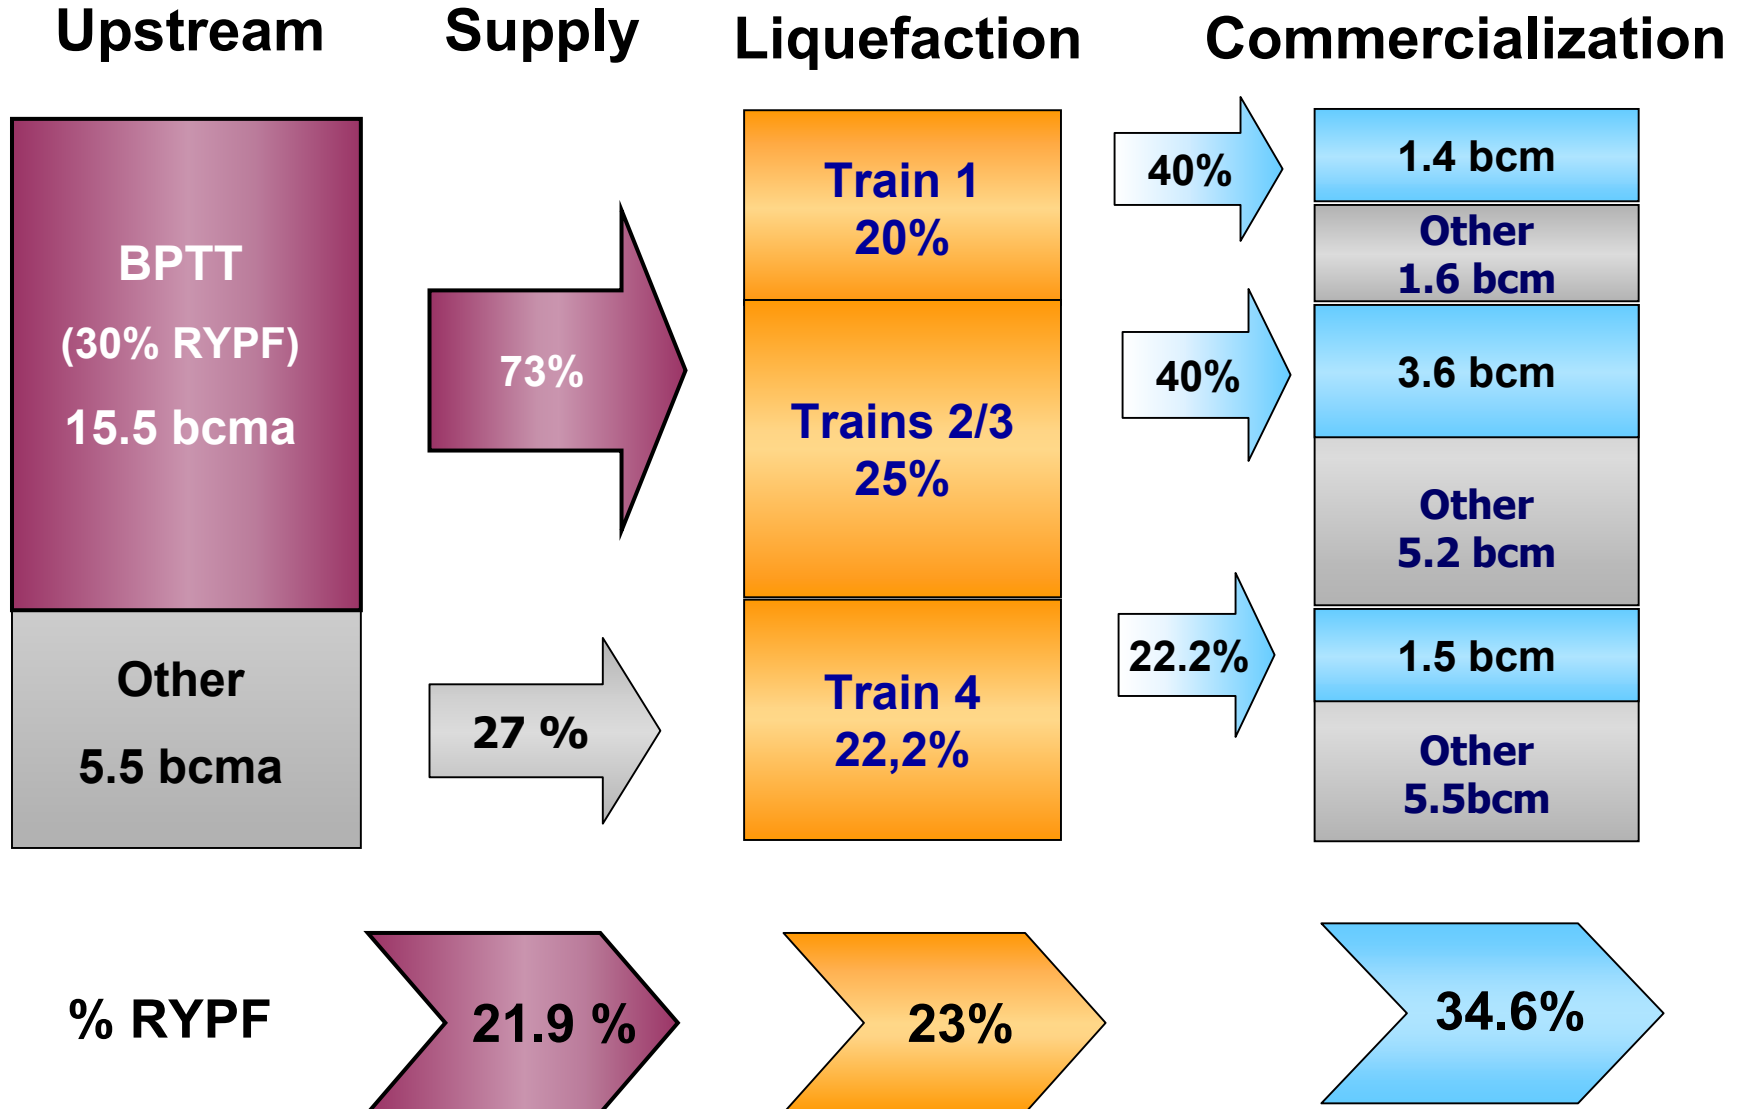 Upstream
Supply
Liquefaction
Commercialization
BPTT
(30% RYPF)
15.5 bcma
Other
5.5 bcma
73%
27 %
Train 1
20%
Trains 2/3
25%
Train 4
22,2%
40%
40%
22.2%
1.4 bcm
Other
1.6 bcm
3.6 bcm
Other
5.2 bcm
1.5 bcm
Other
5.5bcm
% RYPF
21.9 %
23%
34.6%